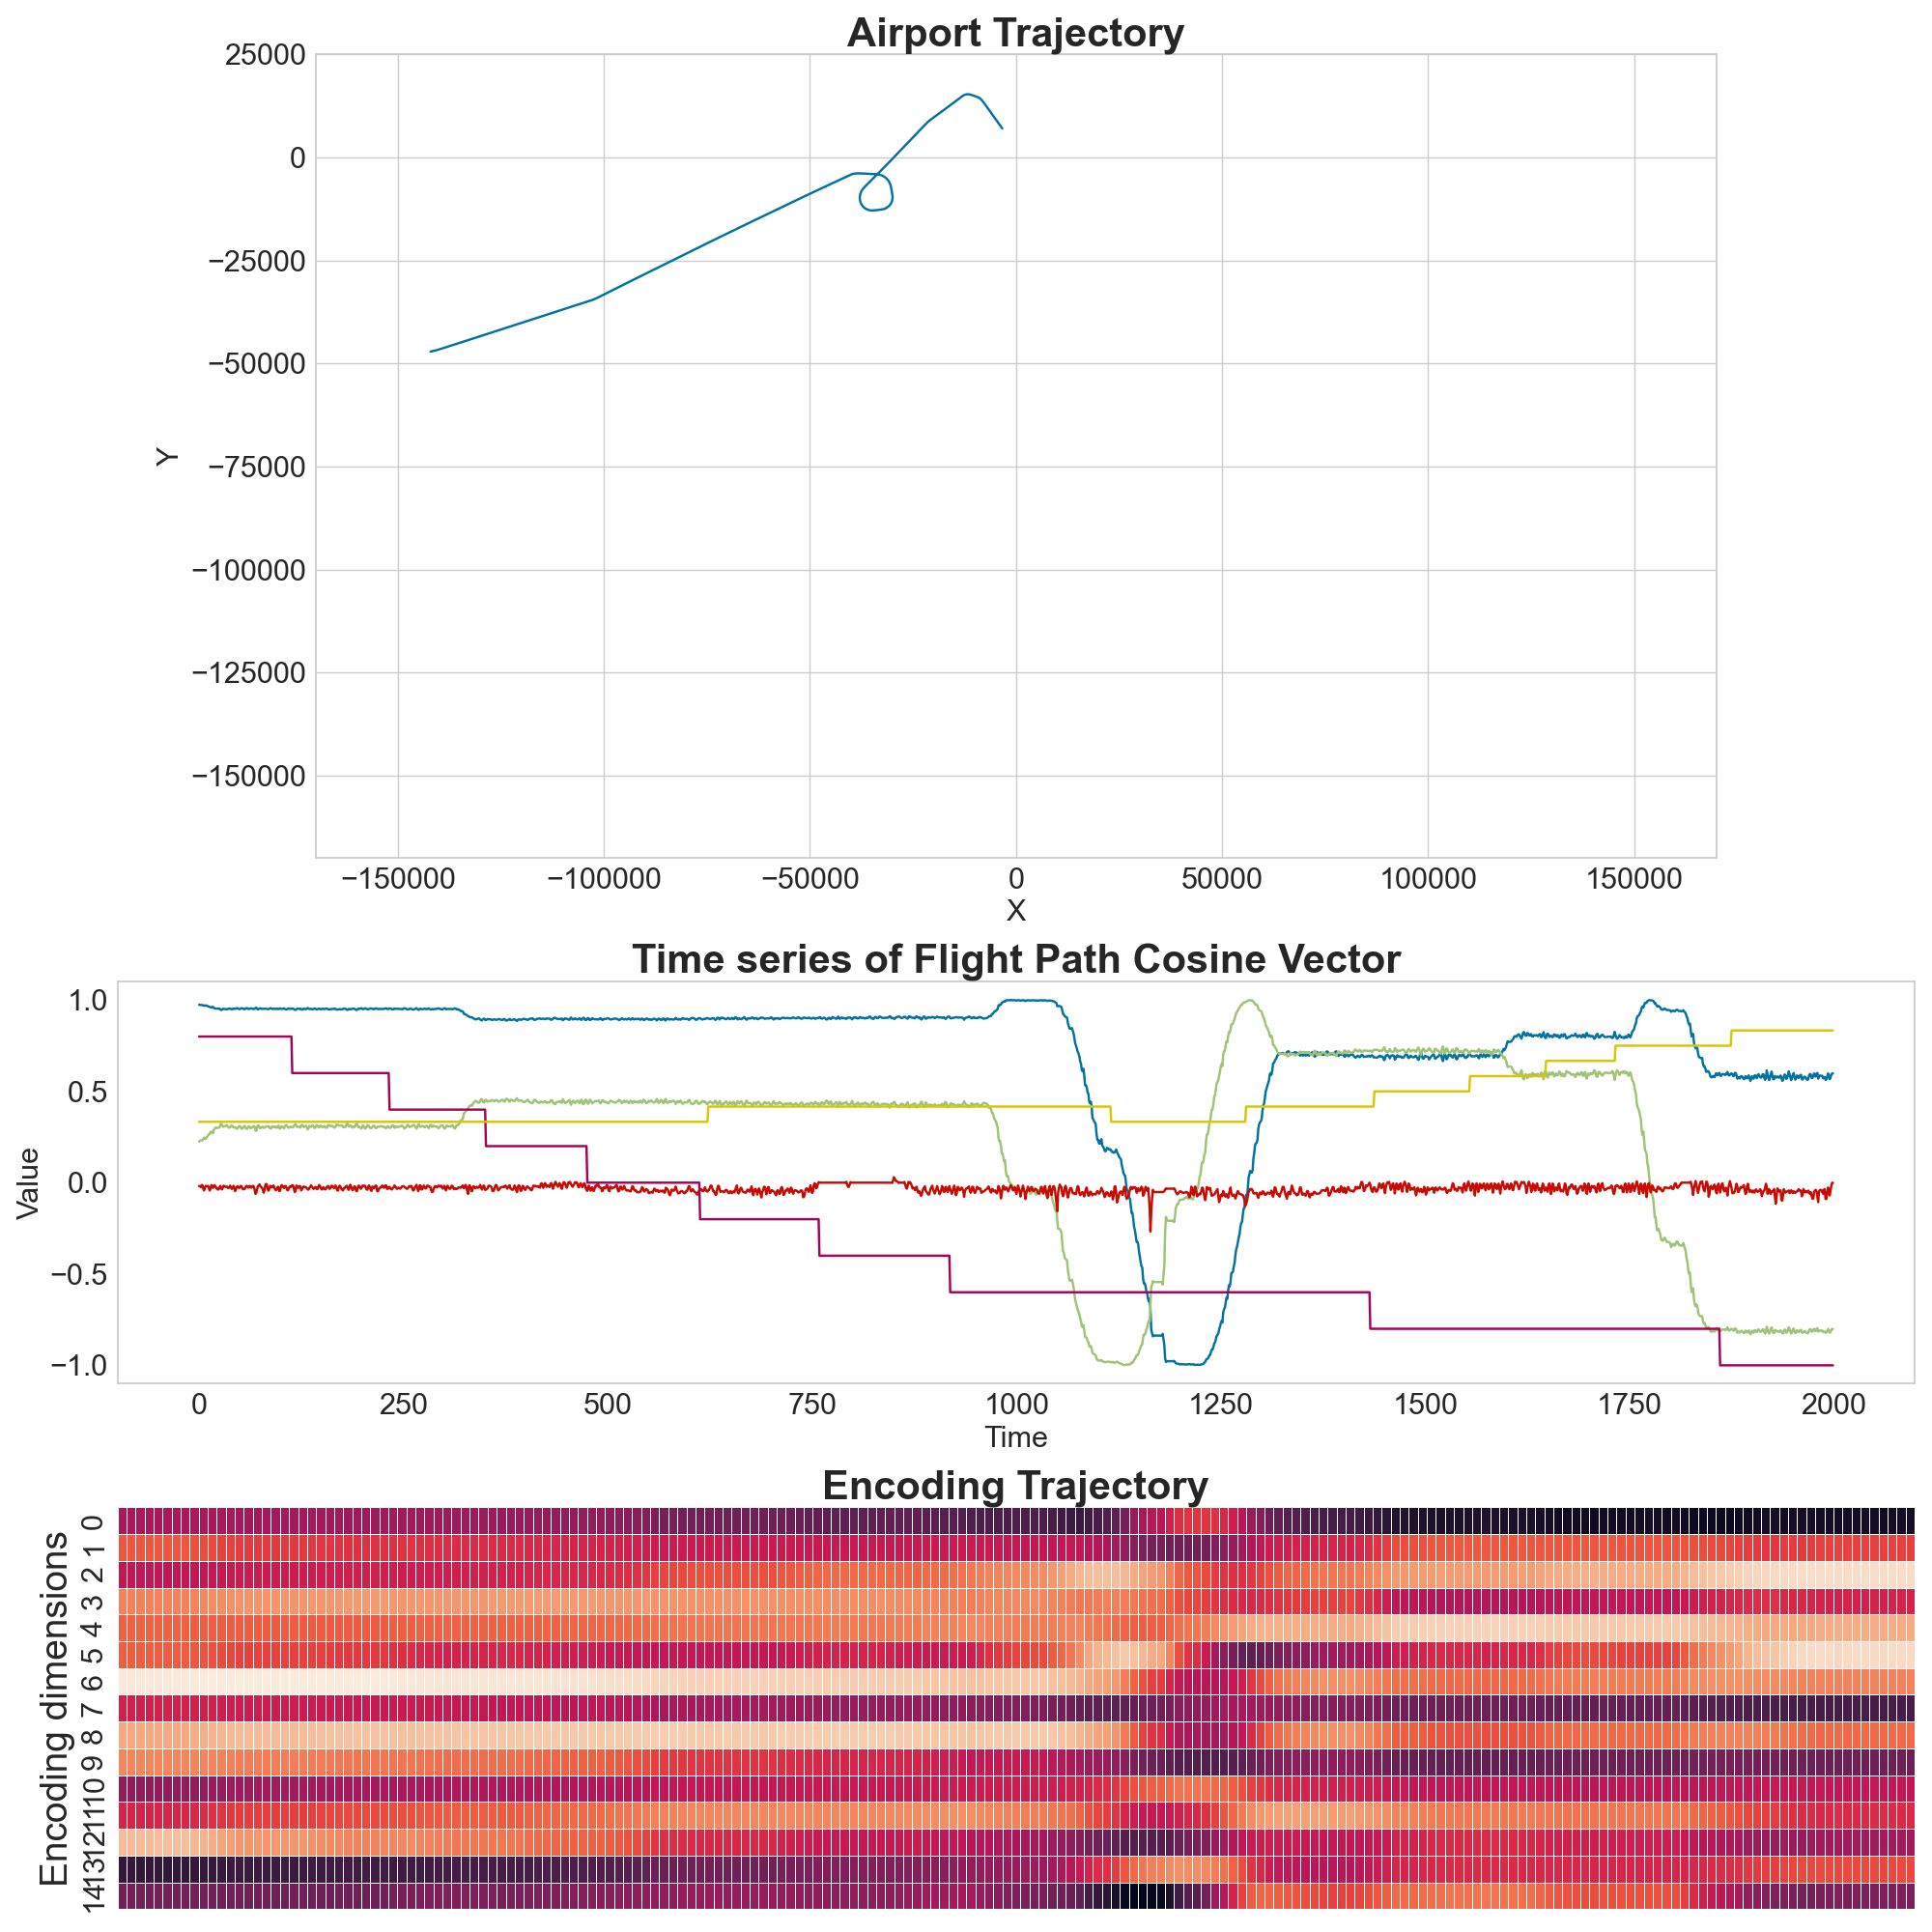 Airport Trajectory
25000
0
−25000
−50000
−75000
−100000
−125000
−150000
Y
−150000 −100000 −50000 0 50000 100000 150000
X
Time series of Flight Path Cosine Vector
1.0
0.5
0.0
−0.5
−1.0
Value
0 250 500 750 1000 1250 1500 1750 2000
Time
Encoding Trajectory
Encoding dimensions
0
1
2
3
4
5
6
7
8
9
10
11
12
13
14